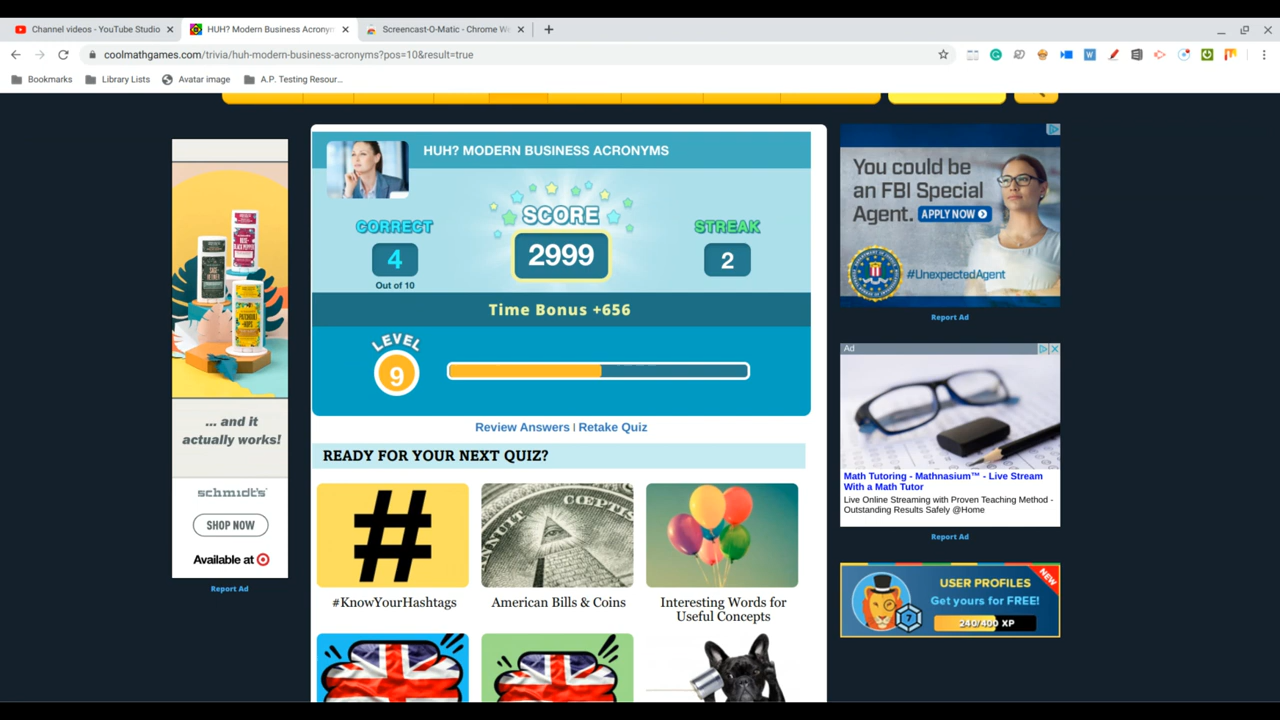 Channel videos - YouTube Studio
HUH? Modern Business Acronym
Screencast-O-Matic - Chrome We
coolmathgames.com/trivia/huh-modern-business-acronyms?pos=10&result=true
Bookmarks
Library Lists
Avatar image
A.P. Testing Resour...
HUH? MODERN BUSINESS ACRONYMS
CORRECT
4
Out of 10
SCORE
2999
STREAK
2
Time Bonus +656
LEVEL
9
Review Answers | Retake Quiz
READY FOR YOUR NEXT QUIZ?
#
#KnowYourHashtags
CŒPTI
American Bills & Coins
Interesting Words for
Useful Concepts
... and it
actually works!
schmidt's
SHOP NOW
Available at
Report Ad
You could be
an FBI Special
Agent. APPLY NOW
#UnexpectedAgent
Report Ad
Ad
Math Tutoring - Mathnasium™ - Live Stream
With a Math Tutor
Live Online Streaming with Proven Teaching Method -
Outstanding Results Safely @Home
Report Ad
NEW
USER PROFILES
Get yours for FREE!
7
240/400 XP